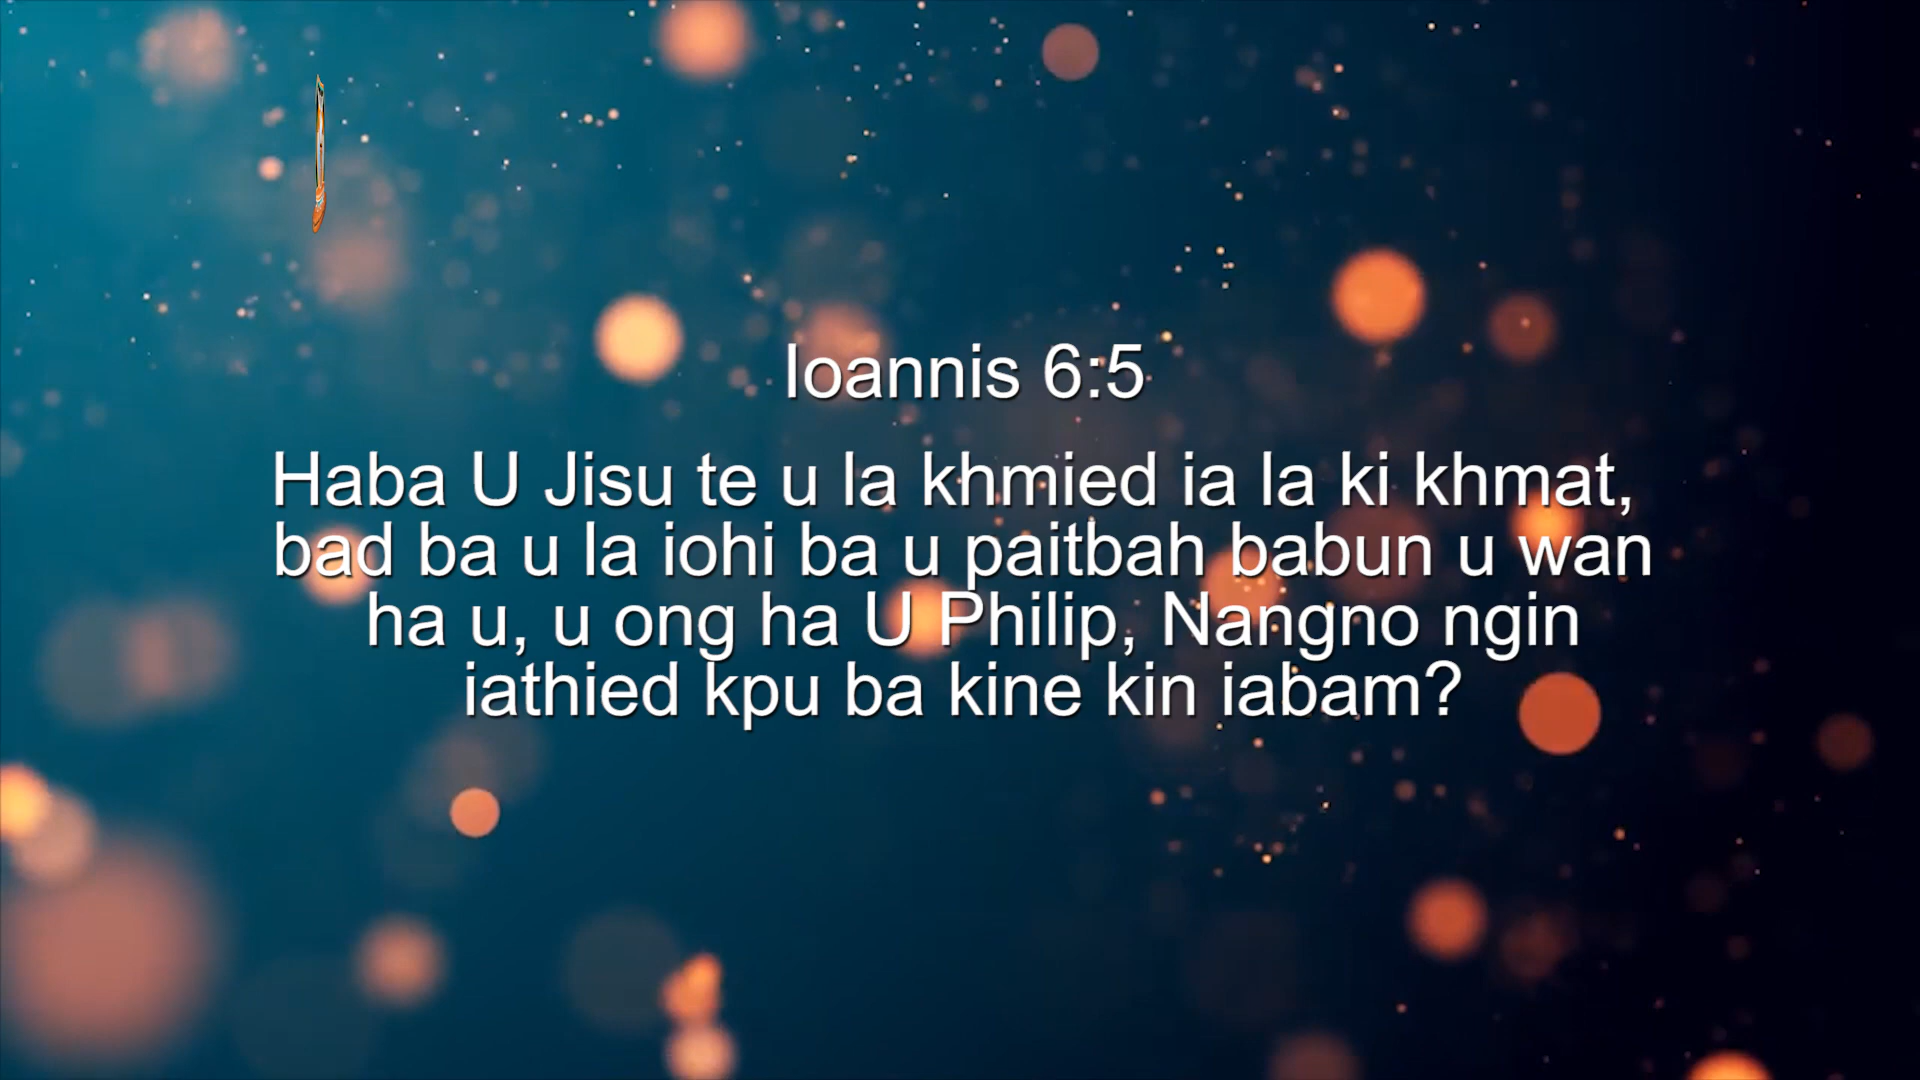 Ioannis 6:5
Haba U Jisu te u la khmied ia la ki khmat,
bad ba u la iohi ba u paitbah babun u wan
ha u, u ong ha U Philip, Nangno ngin
iathied kpu ba kine kin iabam?